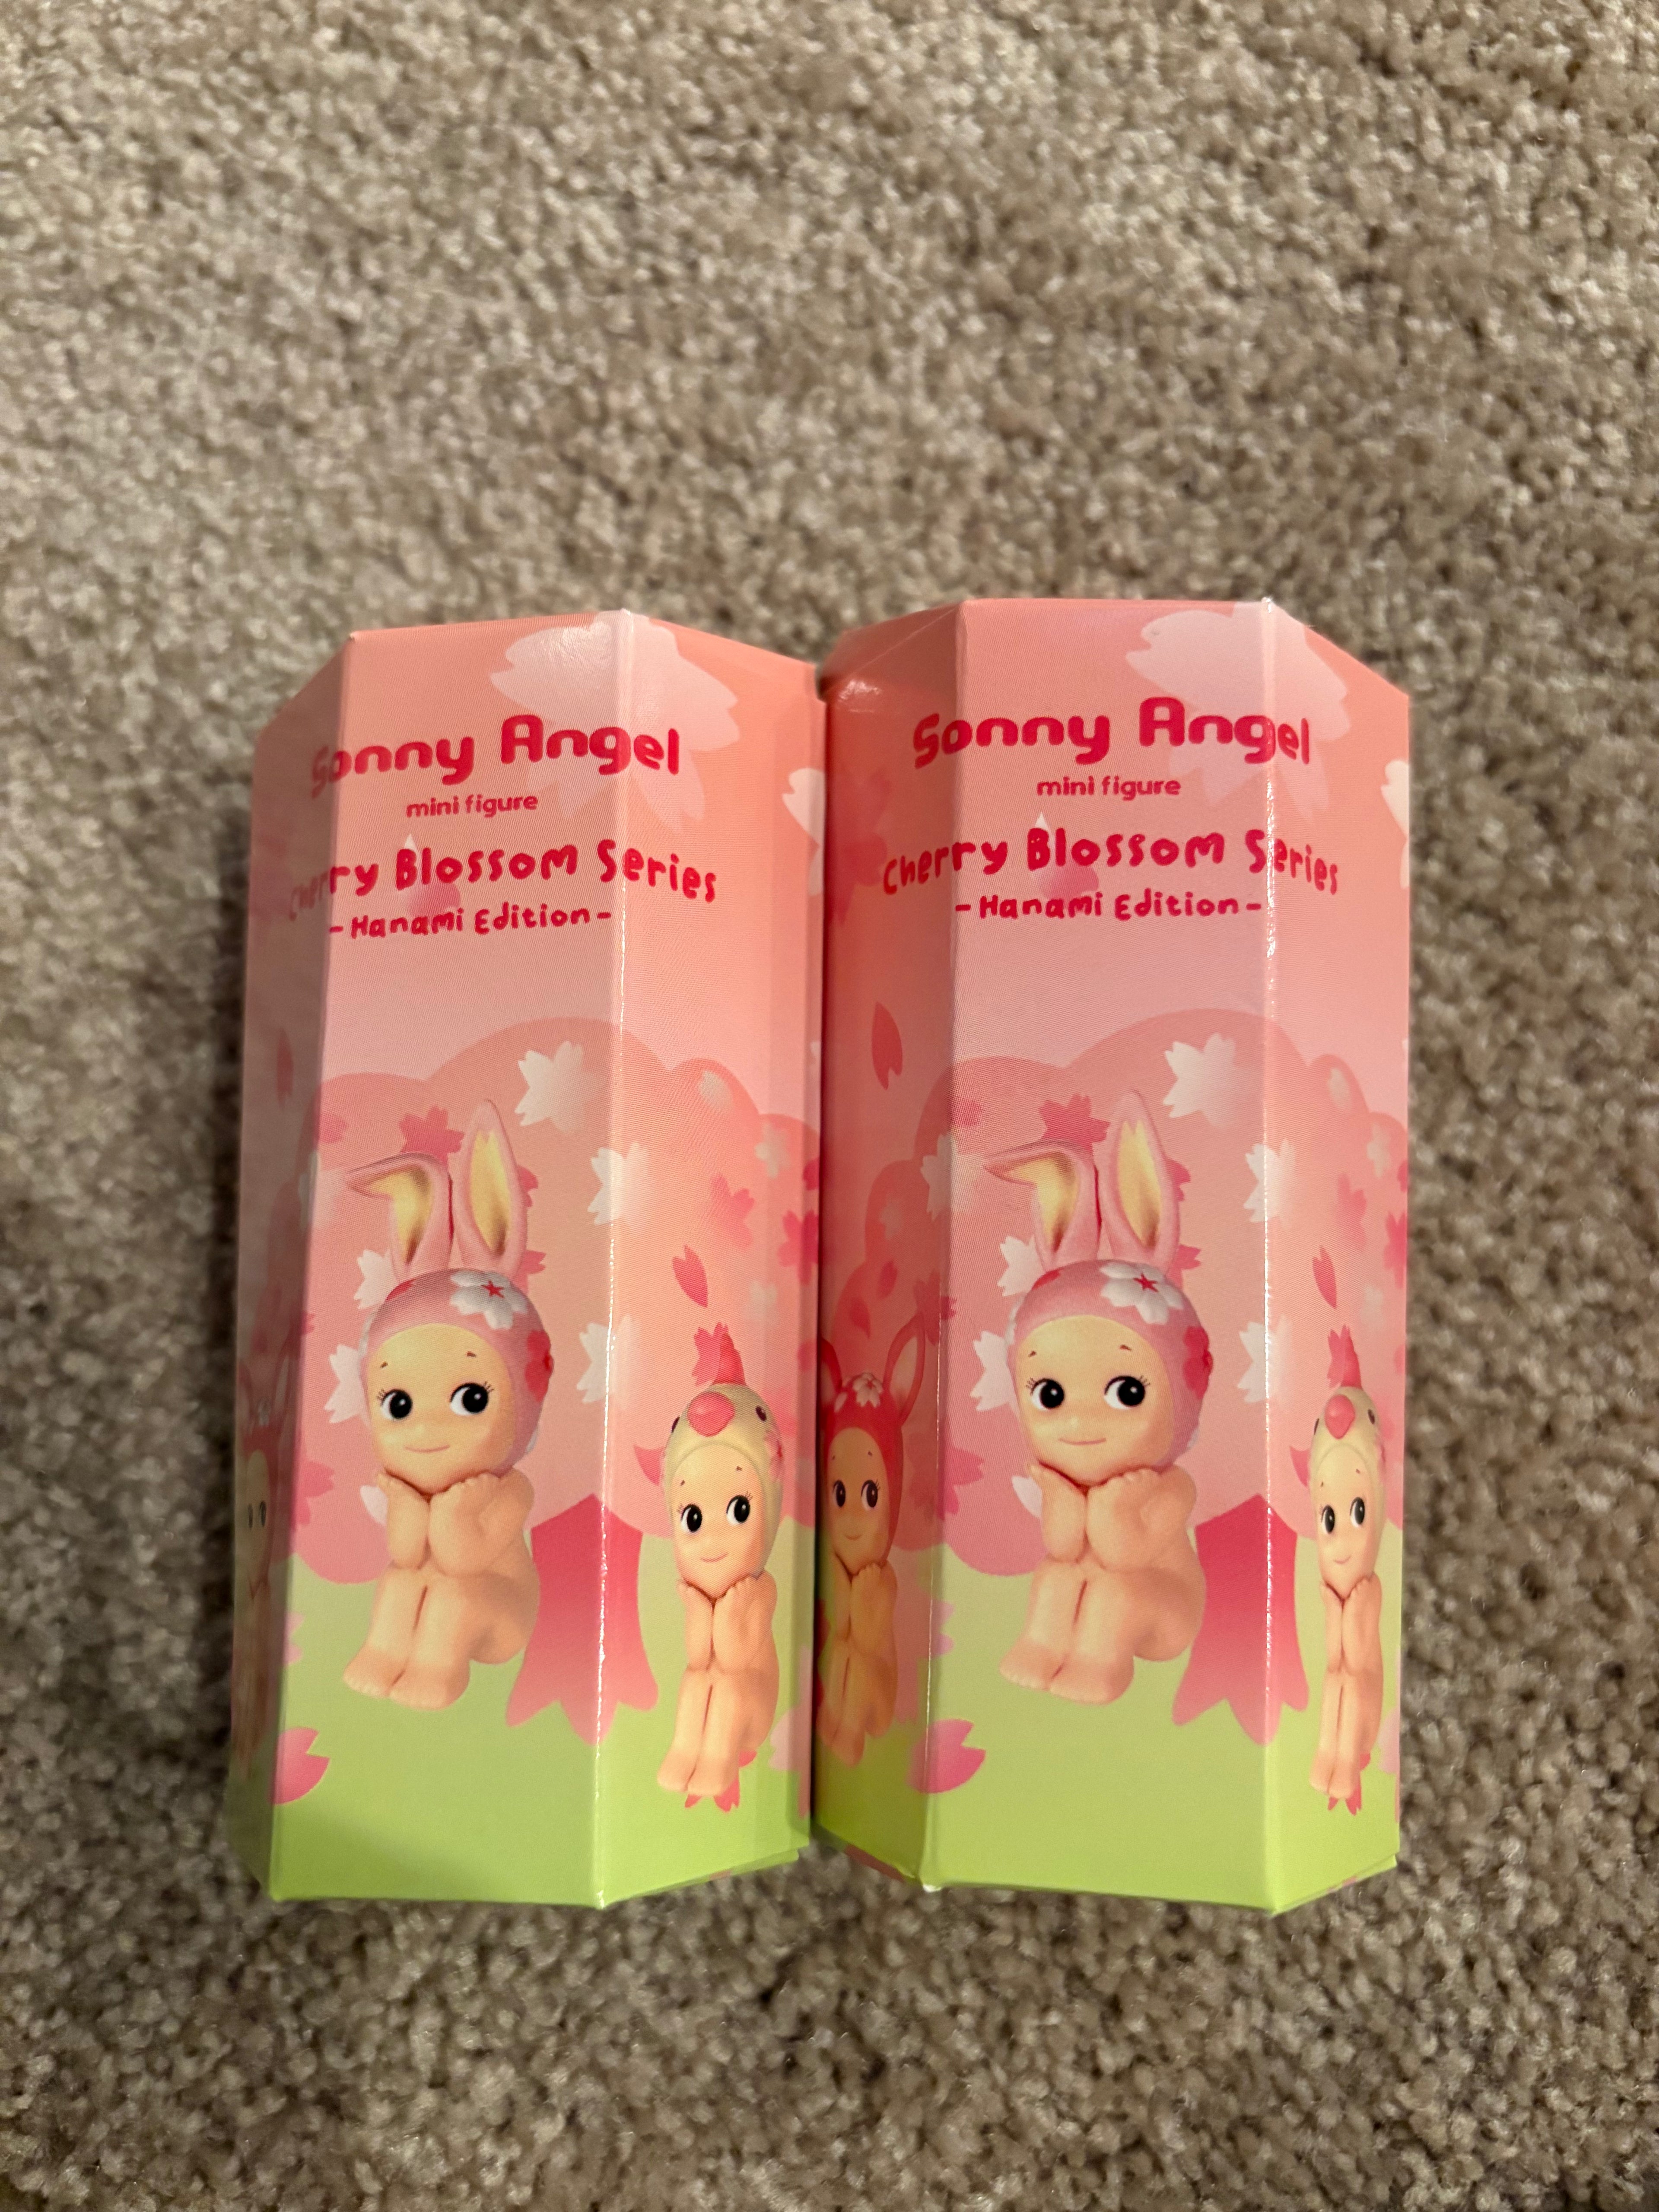 Sonny Angel
mini figure
Cherry Blossom Series
-Hanami Edition-
Sonny Angel
mini figure
Cherry Blossom Series
-Hanami Edition-